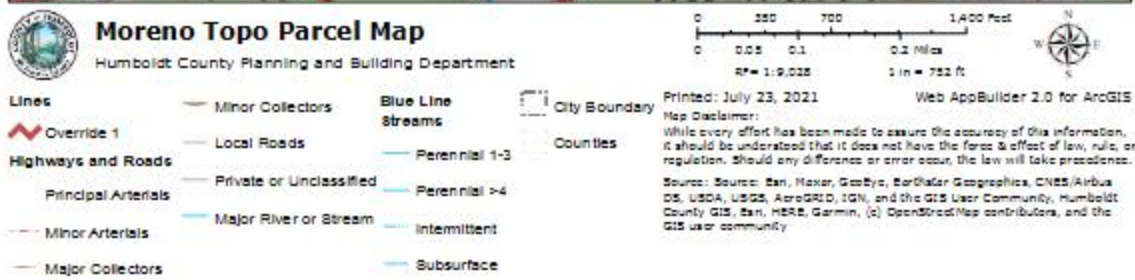 Moreno Topo Parcel Map
Humboldt County Planning and Building Department
Lines
Override 1
Highways and Roads
Principal Arterials
Minor Arterials
Major Collectors
Minor Collectors
Local Roads
Private or Unclassified
Major River or Stream
Blue Line
Streams
Perennial 1-3
Perennial >4
Intermittent
Subsurface
City Boundary
Counties
0 350 700 1,400 Feet
0 0.05 0.1 0.2 Miles
RF= 1:9,028 1 in = 752 ft
N
W E
S
Printed: July 23, 2021 Web AppBuilder 2.0 for ArcGIS
Map Disclaimer:
While every effort has been made to assure the accuracy of this information,
it should be understood that it does not have the force & effect of law, rule, or
regulation. Should any difference or error occur, the law will take precedence.
Source: Source: Esri, Maxar, GeoEye, Earthstar Geographics, CNES/Airbus
DS, USDA, USGS, AeroGRID, IGN, and the GIS User Community, Humboldt
County GIS, Esri, HERE, Garmin, (c) OpenStreetMap contributors, and the
GIS user community